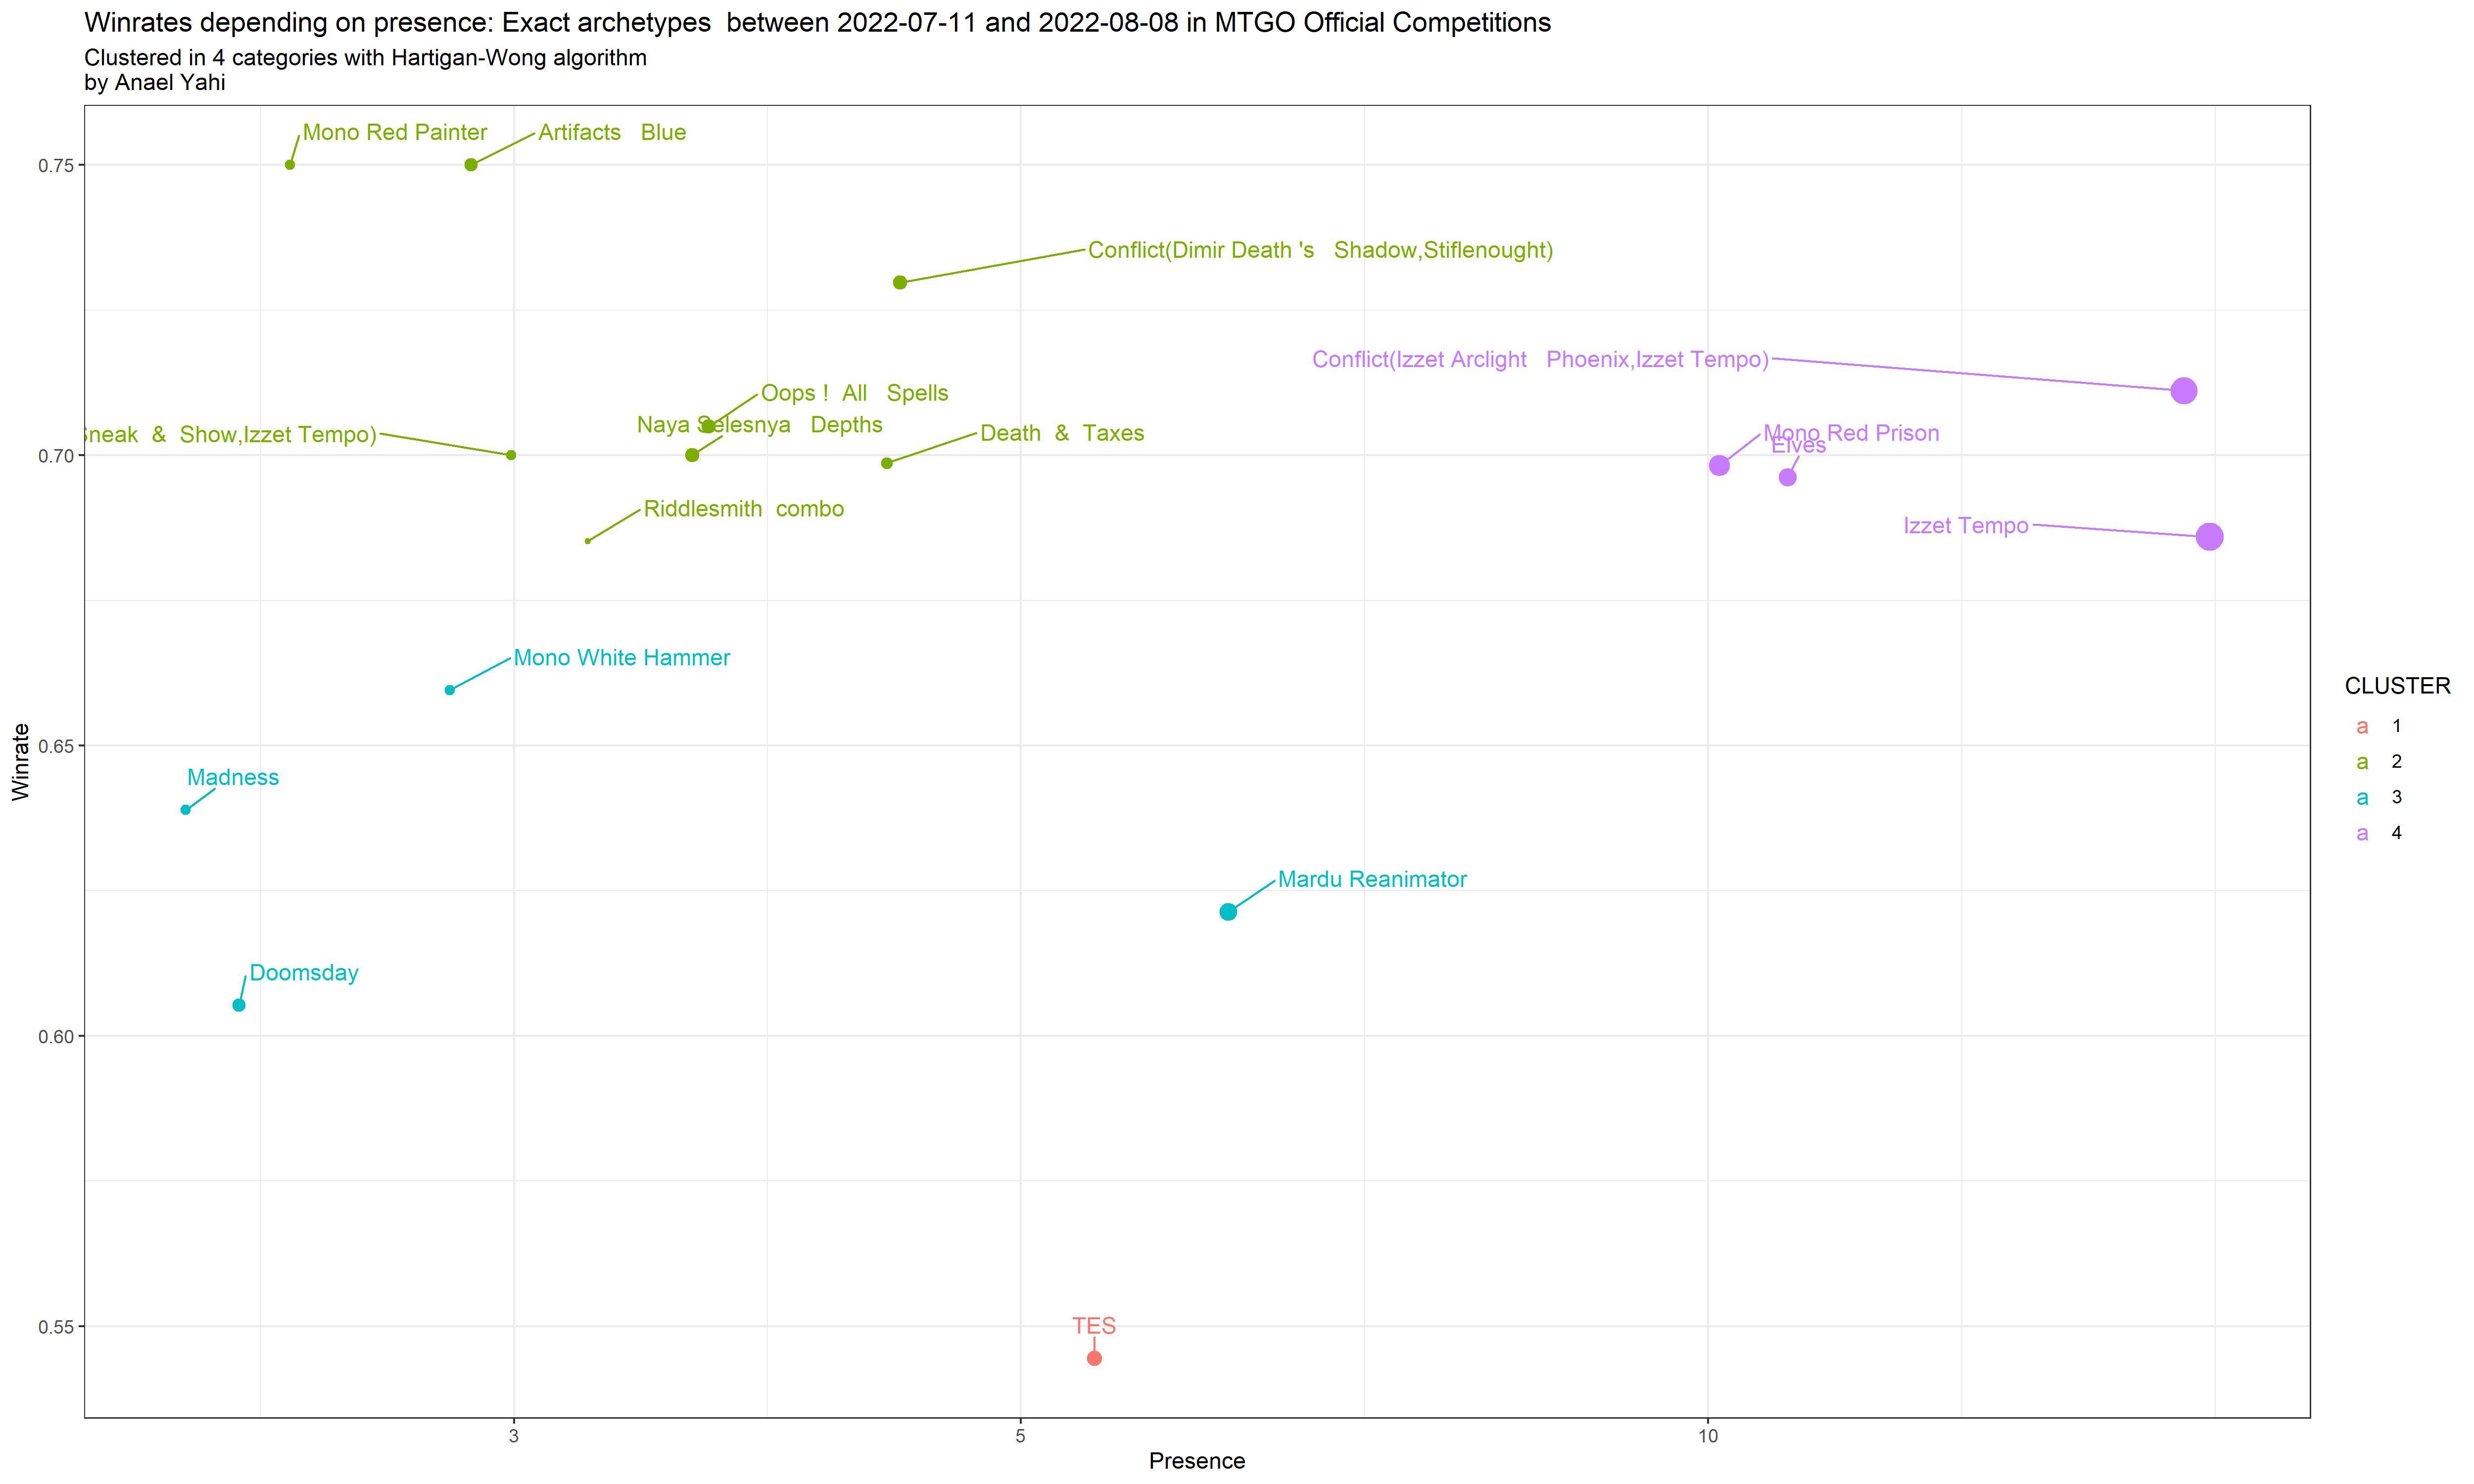 Winrates depending on presence: Exact archetypes  between 2022-07-11 and 2022-08-08 in MTGO Official Competitions
Clustered in 4 categories with Hartigan-Wong algorithm
by Anael Yahi
Mono Red Painter
Artifacts   Blue
0.75
Conflict(Dimir Death 's   Shadow,Stiflenought)
Conflict(Izzet Arclight   Phoenix,Izzet Tempo)
Oops !  All   Spells
Naya Selesnya   Depths
Sneak  &  Show,Izzet Tempo)
Death  &  Taxes
Mono Red Prison
Elves
0.70
Riddlesmith  combo
Izzet Tempo
Mono White Hammer
0.65
Madness
Mardu Reanimator
Doomsday
0.60
TES
0.55
Winrate
3
5
10
Presence
CLUSTER
a 1
a 2
a 3
a 4